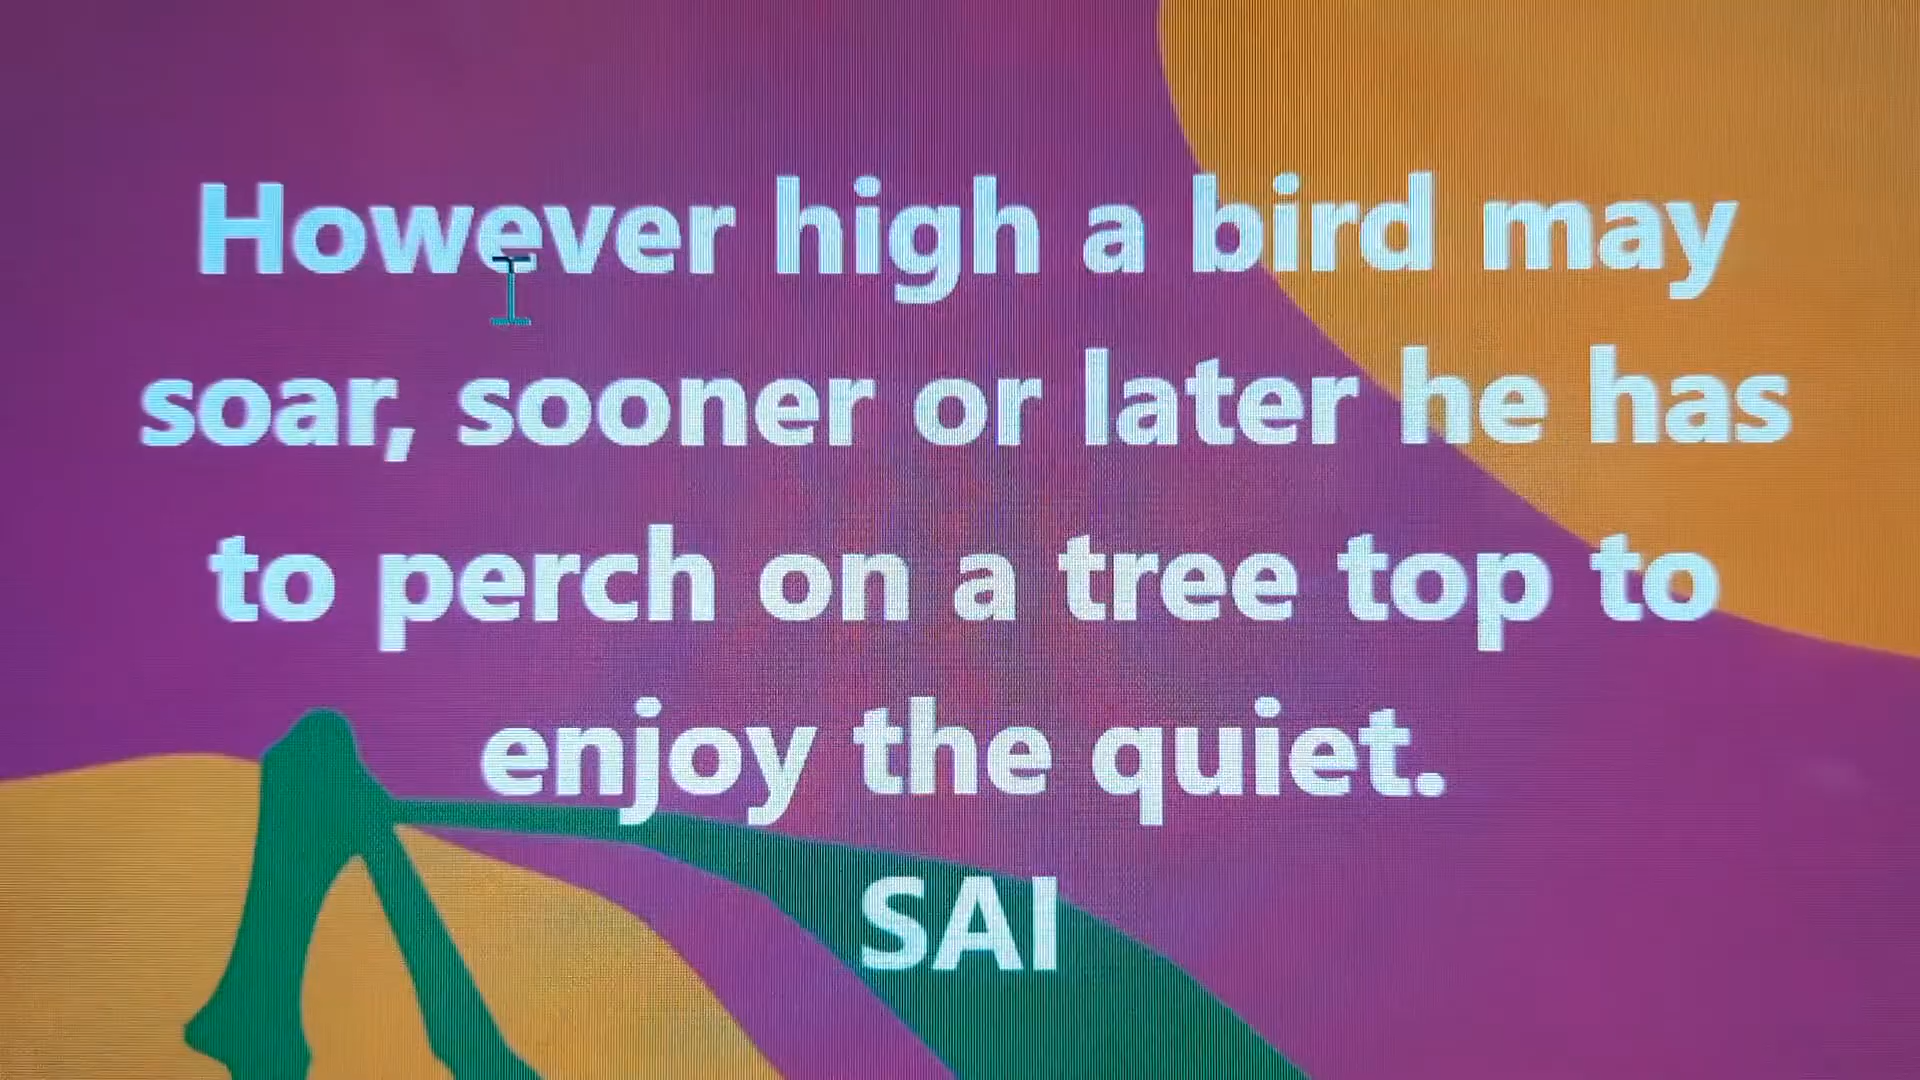 However high a bird may
soar, sooner or later he has
to perch on a tree top to
enjoy the quiet.
SAI